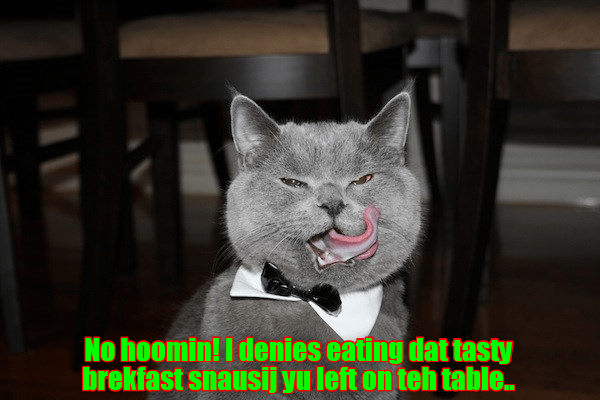 No hoomin! I denies eating dat tasty
brekfast snausij yu left on teh table..